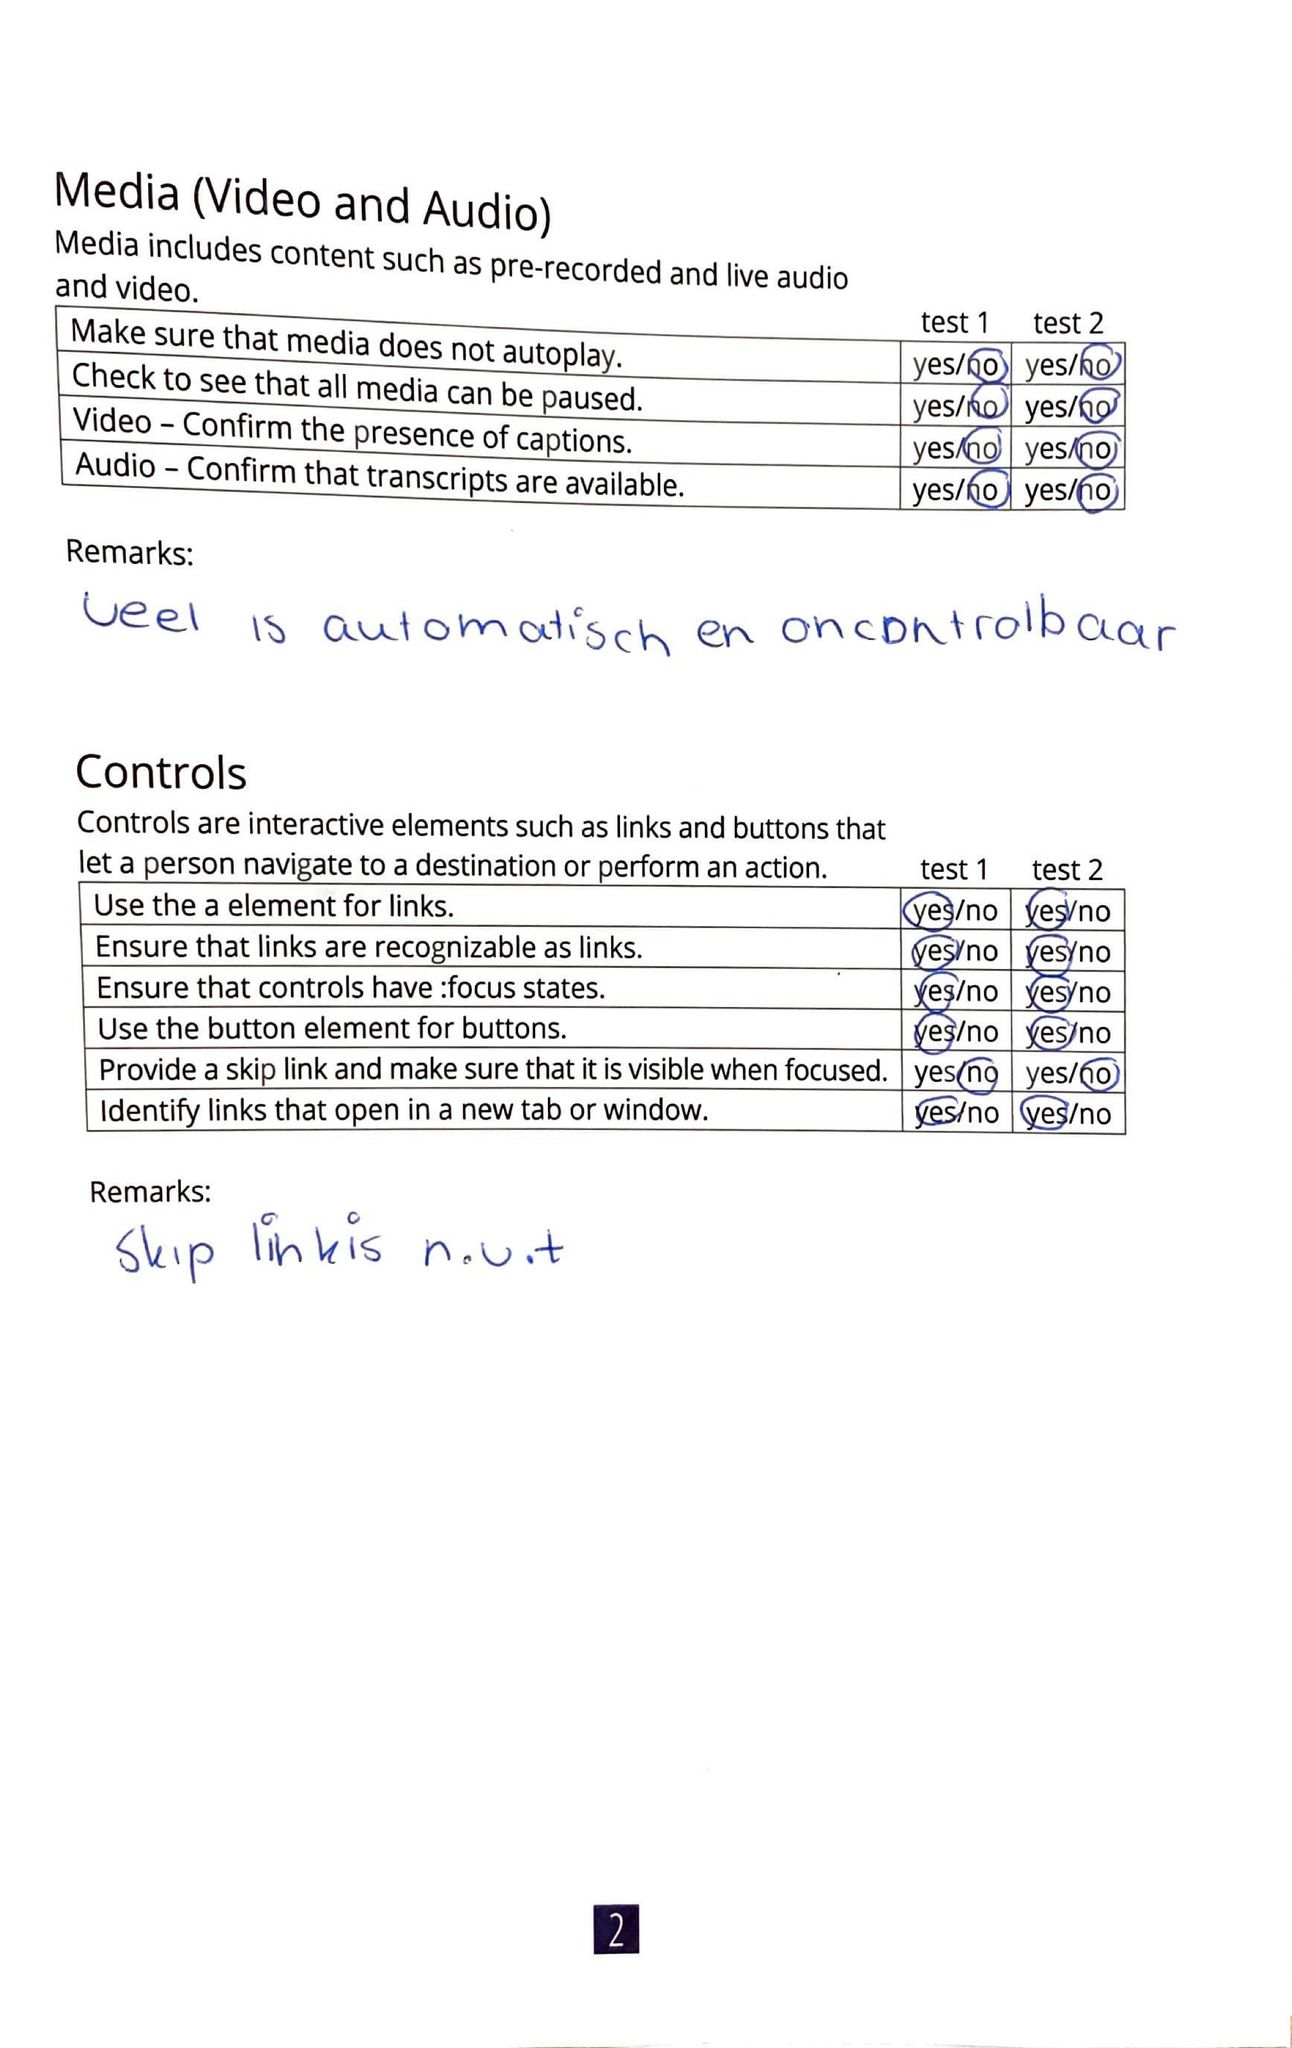 Media (Video and Audio)
Media includes content such as pre-recorded and live audio
and video.
test 1 test 2
Make sure that media does not autoplay. yes/no yes/no
Check to see that all media can be paused. yes/no yes/no
Video – Confirm the presence of captions. yes/no yes/no
Audio – Confirm that transcripts are available. yes/no yes/no
Remarks:
veel is automatisch en oncontrolbaar
Controls
Controls are interactive elements such as links and buttons that
let a person navigate to a destination or perform an action. test 1 test 2
Use the a element for links. yes/no yes/no
Ensure that links are recognizable as links. yes/no yes/no
Ensure that controls have :focus states. yes/no yes/no
Use the button element for buttons. yes/no yes/no
Provide a skip link and make sure that it is visible when focused. yes/no yes/no
Identify links that open in a new tab or window. yes/no yes/no
Remarks:
Skip link is n.v.t
2